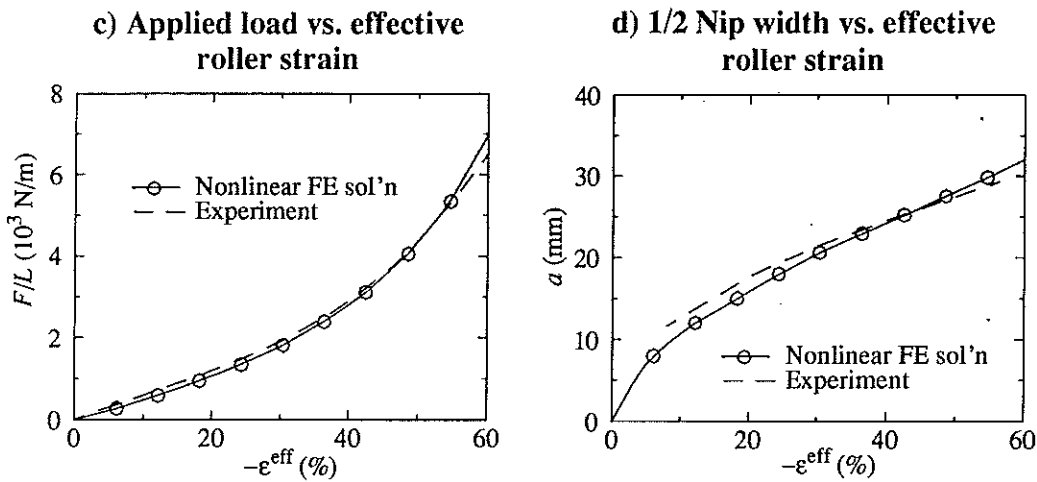 c) Applied load vs. effective
roller strain
8
6
4
2
0
F/L (10³ N/m)
Nonlinear FE sol'n
Experiment
0 20 40 60
−ε^eff (%)
d) 1/2 Nip width vs. effective
roller strain
40
30
20
10
0
a (mm)
Nonlinear FE sol'n
Experiment
0 20 40 60
−ε^eff (%)